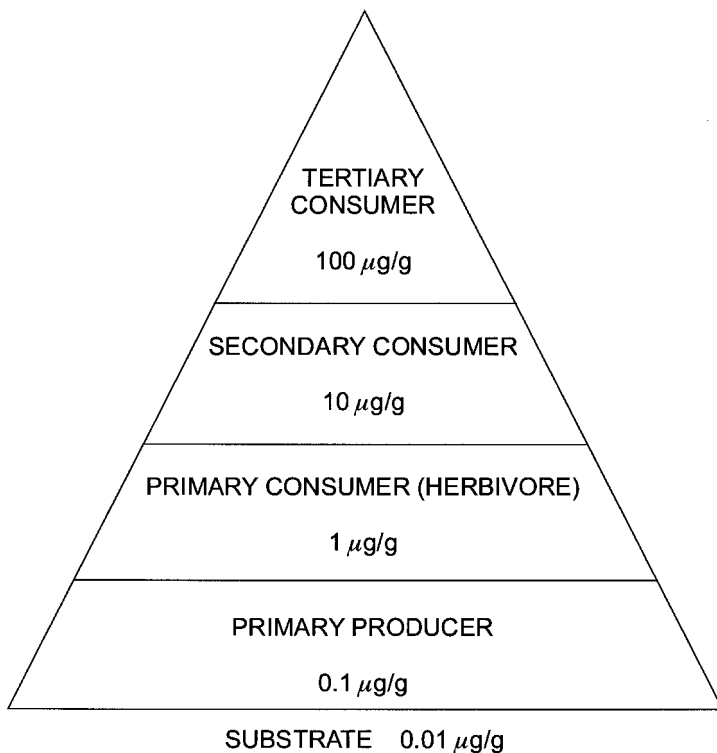 TERTIARY
CONSUMER
100 μg/g
SECONDARY CONSUMER
10 μg/g
PRIMARY CONSUMER (HERBIVORE)
1 μg/g
PRIMARY PRODUCER
0.1 μg/g
SUBSTRATE 0.01 μg/g